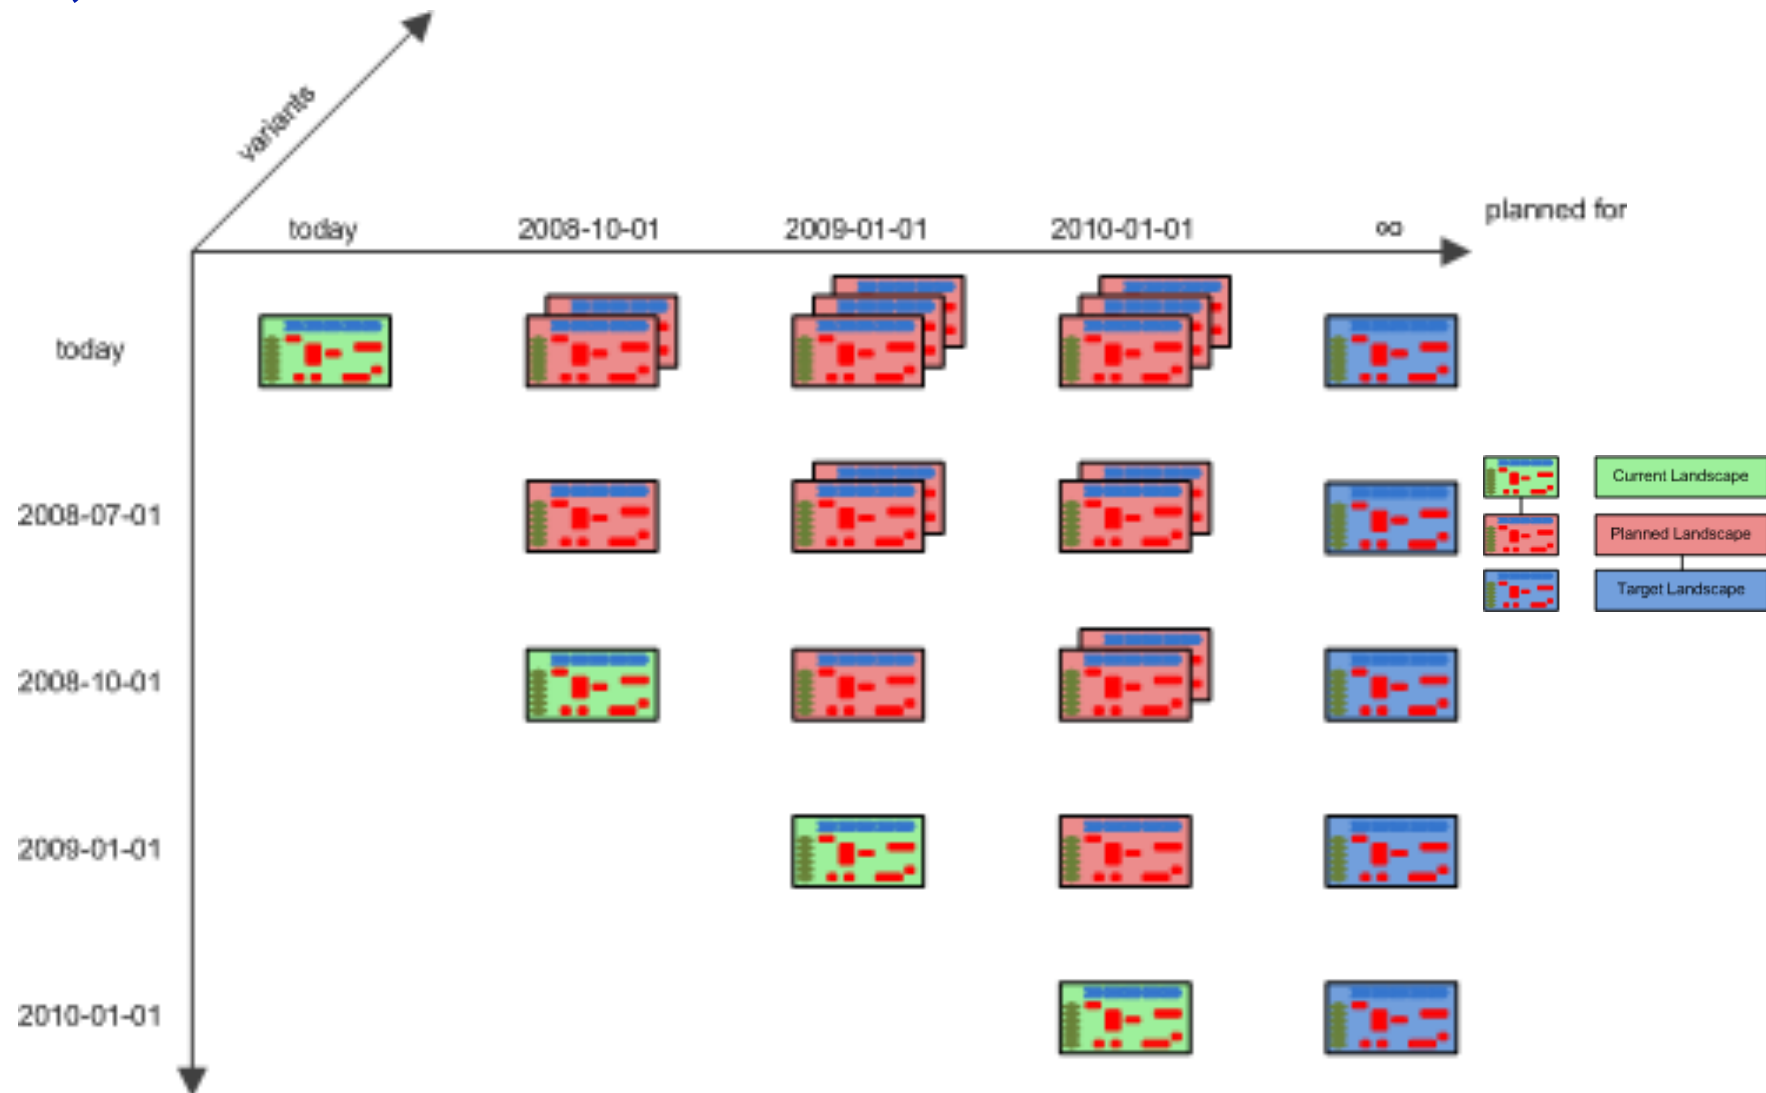 variants
planned for
today 2008-10-01 2009-01-01 2010-01-01 ∞
today
2008-07-01
Current Landscape
Planned Landscape
Target Landscape
2008-10-01
2009-01-01
2010-01-01